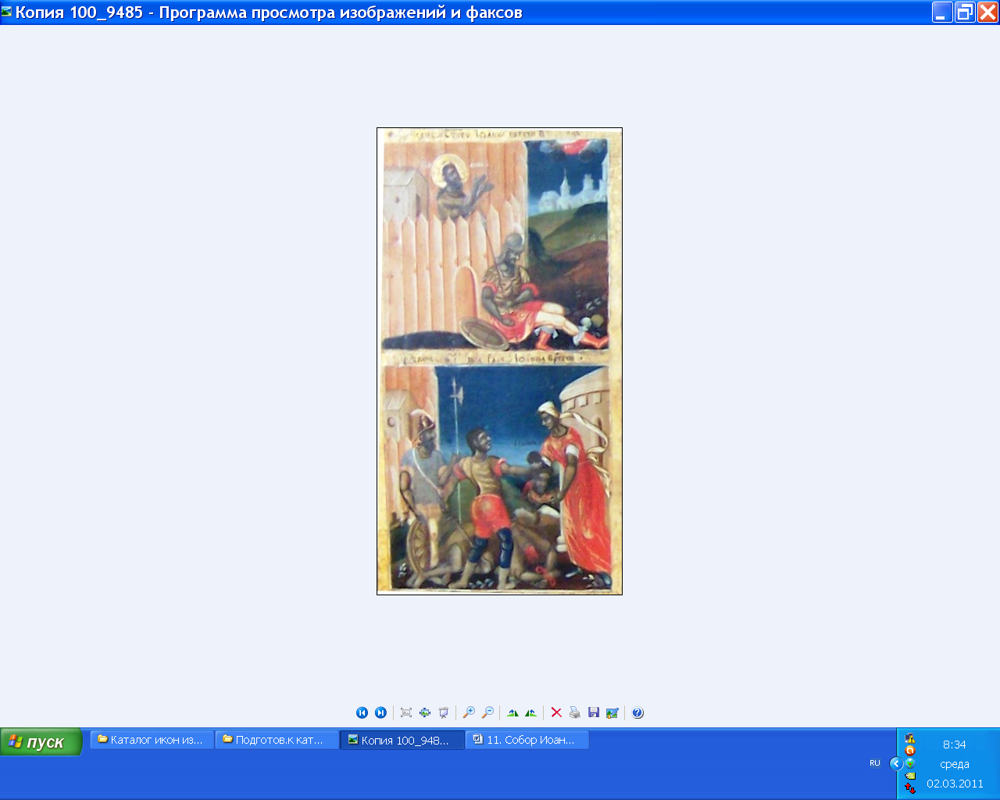 Копия 100_9485 - Программа просмотра изображений и факсов
пуск
Каталог икон из...
Подготов.к кат...
Копия 100_948...
11. Собор Иоан...
RU
8:34
среда
02.03.2011